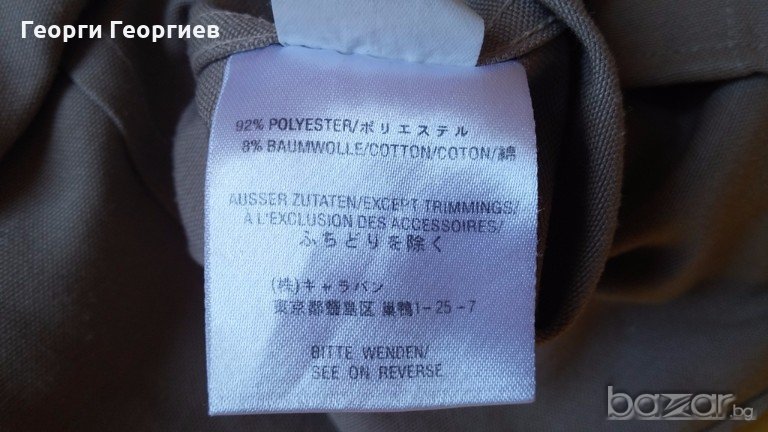 Георги Георгиев
92% POLYESTER/ポリエステル
8% BAUMWOLLE/COTTON/COTON/綿
AUSSER ZUTATEN/EXCEPT TRIMMINGS/
À L'EXCLUSION DES ACCESSOIRES/
ふちどりを除く
(株)キャラバン
東京都豊島区 巣鴨1-25-7
BITTE WENDEN/
SEE ON REVERSE
bazar.bg